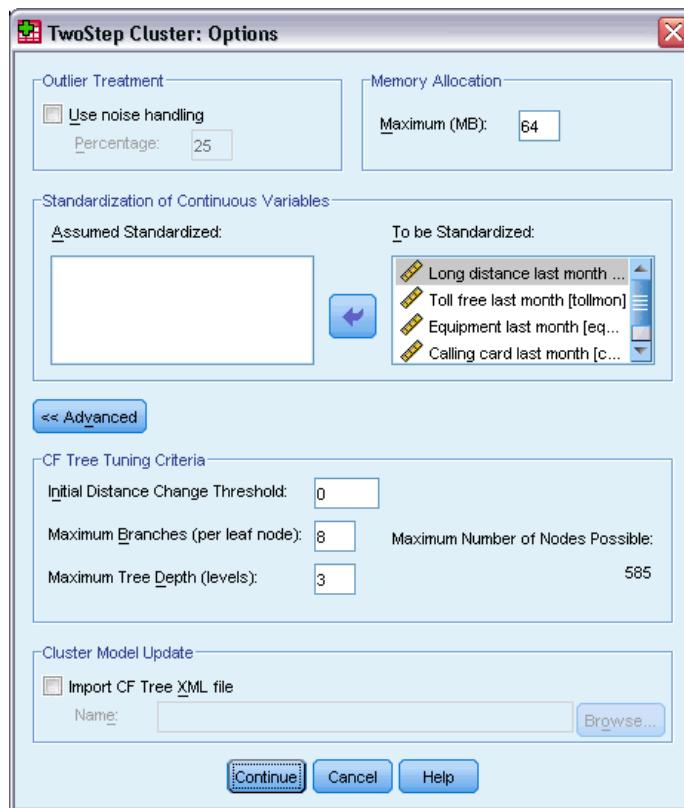 TwoStep Cluster: Options
Outlier Treatment
Use noise handling
Percentage: 25
Memory Allocation
Maximum (MB): 64
Standardization of Continuous Variables
Assumed Standardized:
To be Standardized:
Long distance last month ...
Toll free last month [tollmon]
Equipment last month [eq...
Calling card last month [c...
<< Advanced
CF Tree Tuning Criteria
Initial Distance Change Threshold: 0
Maximum Branches (per leaf node): 8
Maximum Number of Nodes Possible:
585
Maximum Tree Depth (levels): 3
Cluster Model Update
Import CF Tree XML file
Name:
Browse...
Continue Cancel Help